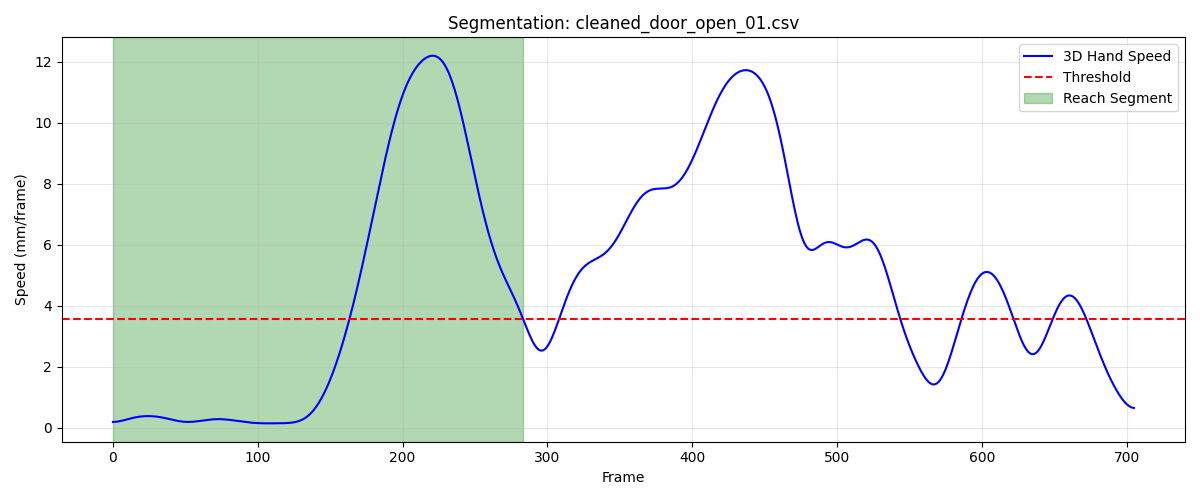 Segmentation: cleaned_door_open_01.csv
3D Hand Speed
Threshold
Reach Segment
Speed (mm/frame)
12
10
8
6
4
2
0
0 100 200 300 400 500 600 700
Frame